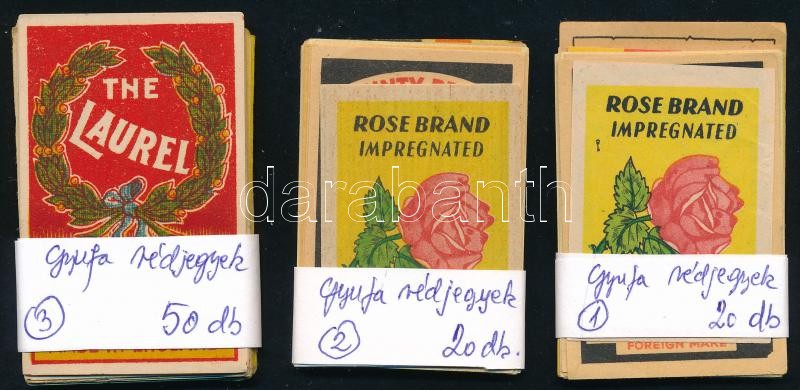 THE
LAUREL
Gyufa védjegyek
3 50 db
ROSE BRAND
IMPREGNATED
Gyufa védjegyek
2 20 db.
ROSE BRAND
IMPREGNATED
Gyufa védjegyek
1 20 db
FOREIGN MAKE
darabanth